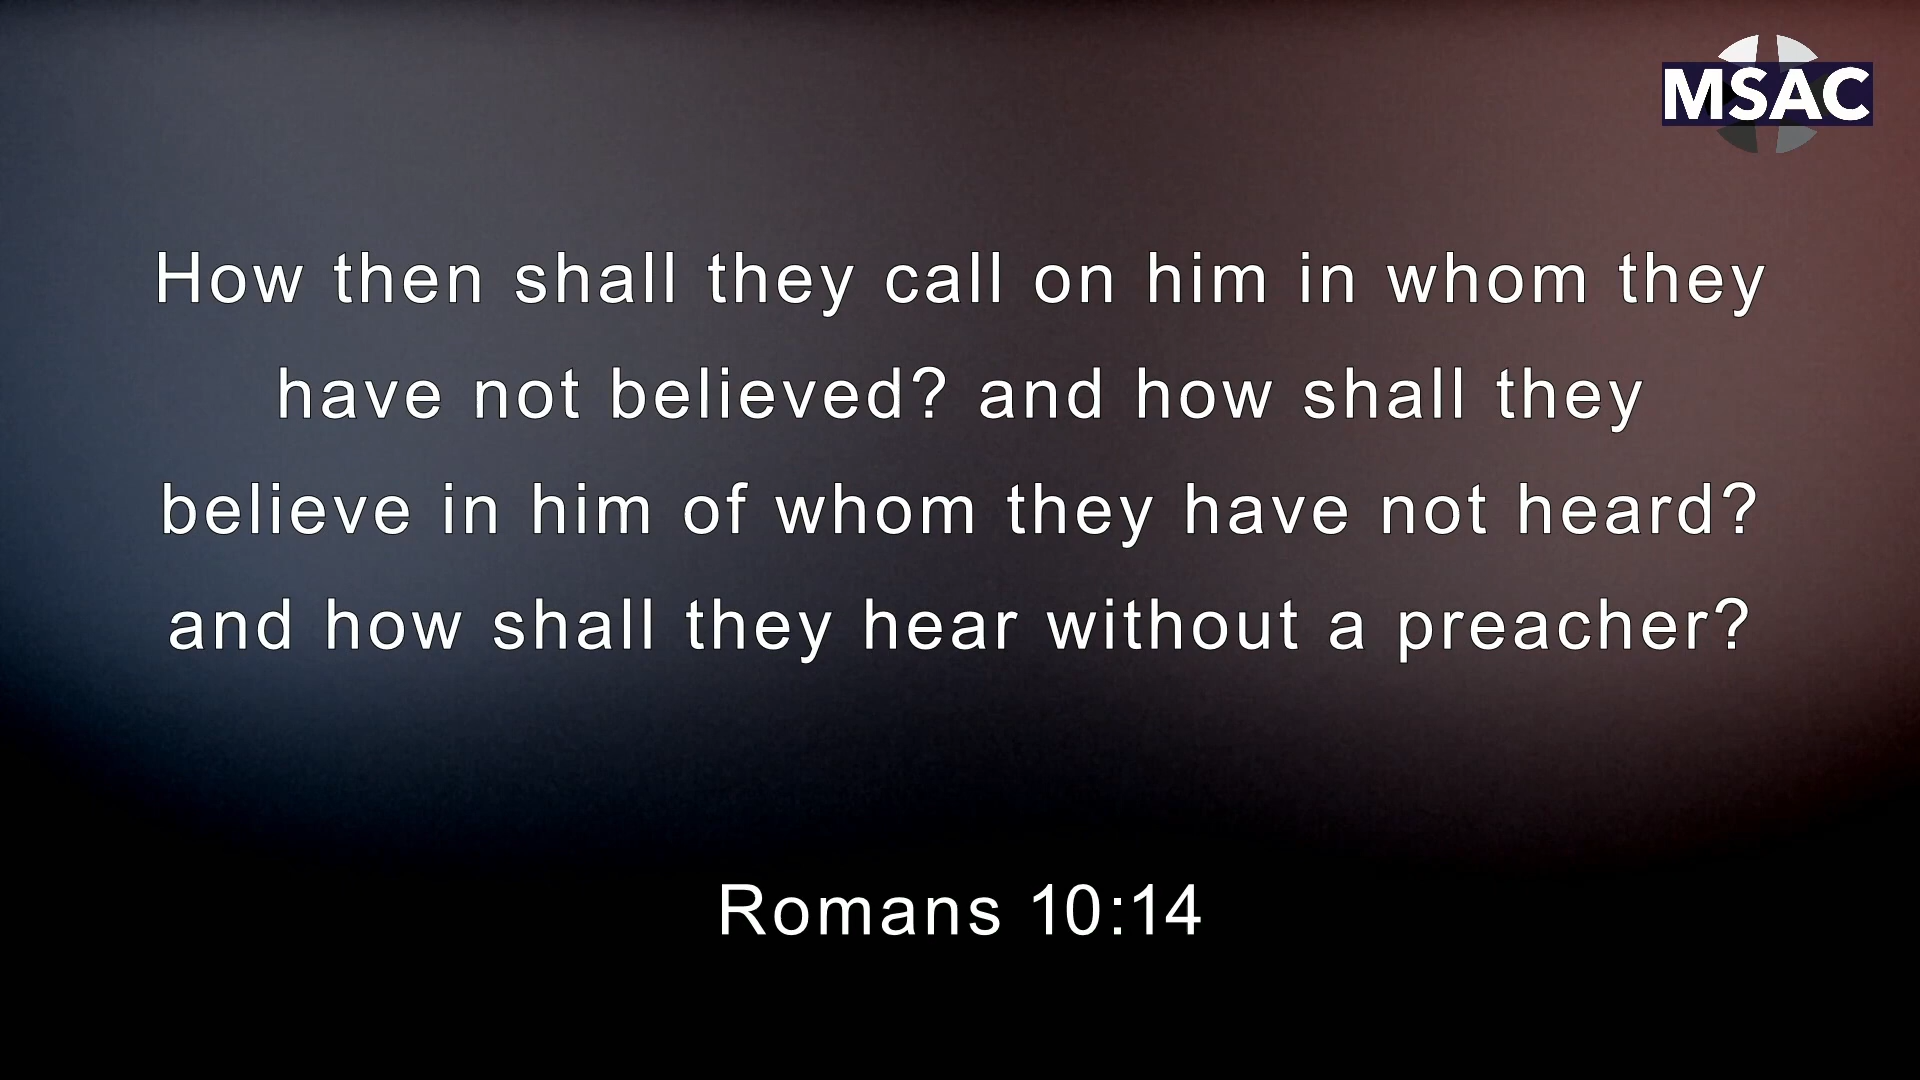 MSAC
How then shall they call on him in whom they
have not believed? and how shall they
believe in him of whom they have not heard?
and how shall they hear without a preacher?
Romans 10:14